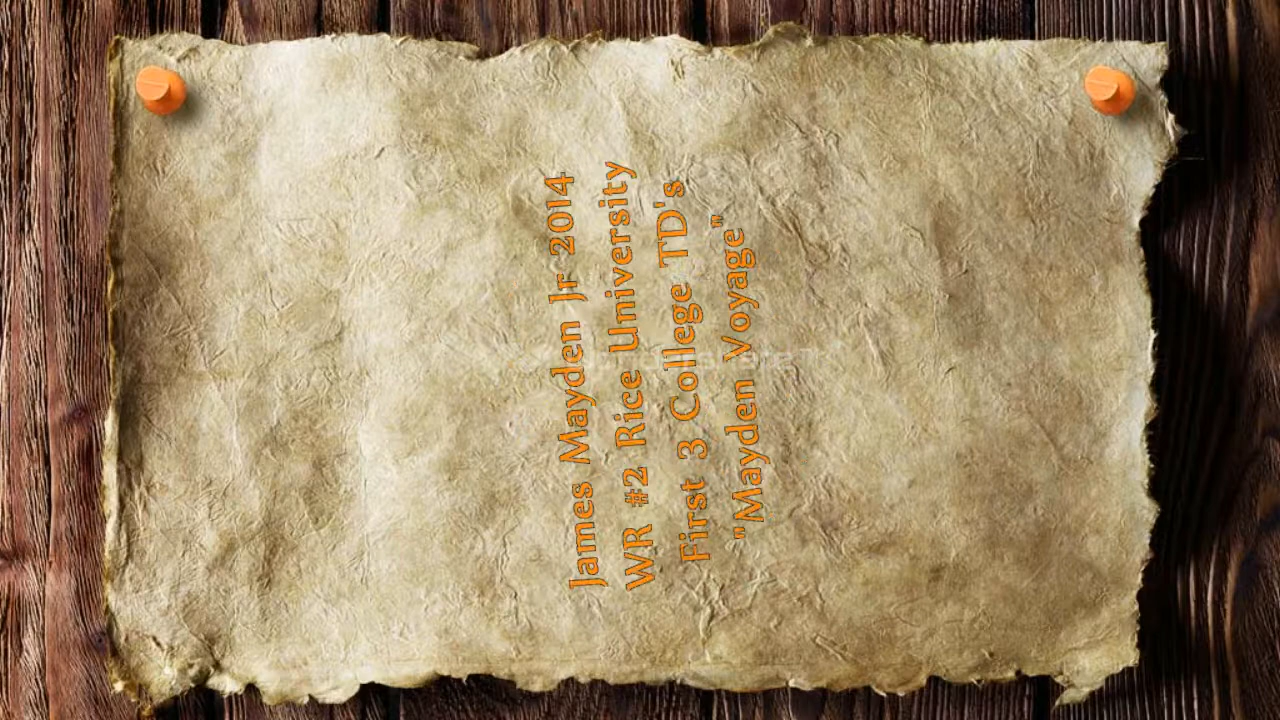 James Mayden Jr 2014
WR #2 Rice University
First 3 College TD's
"Mayden Voyage"